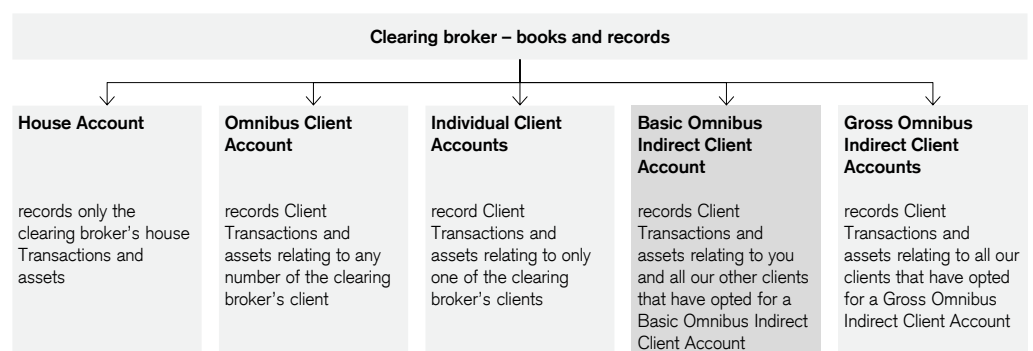 Clearing broker – books and records
House Account
records only the
clearing broker's house
Transactions and
assets
Omnibus Client
Account
records Client
Transactions and
assets relating to any
number of the clearing
broker's client
Individual Client
Accounts
record Client
Transactions and
assets relating to only
one of the clearing
broker's clients
Basic Omnibus
Indirect Client
Account
records Client
Transactions and
assets relating to you
and all our other clients
that have opted for a
Basic Omnibus Indirect
Client Account
Gross Omnibus
Indirect Client
Accounts
records Client
Transactions and
assets relating to all our
clients that have opted
for a Gross Omnibus
Indirect Client Account